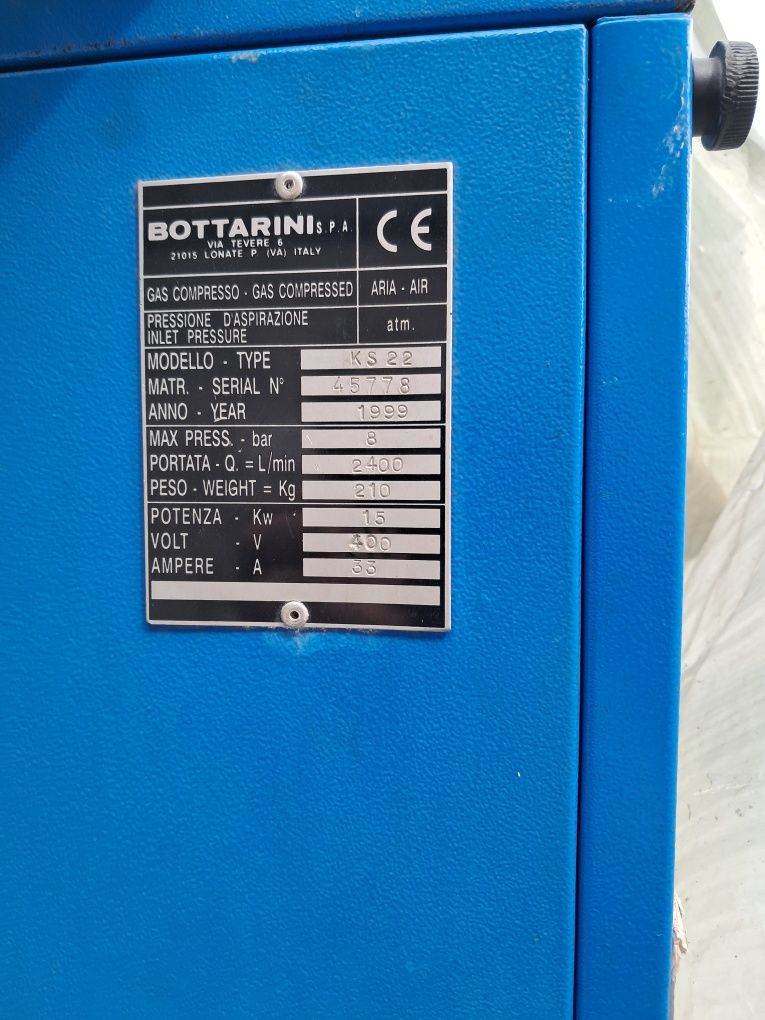 BOTTARINI S.P.A.
VIA TEVERE 6
21015 LONATE P (VA) ITALY
CE
GAS COMPRESSO - GAS COMPRESSED ARIA - AIR
PRESSIONE D'ASPIRAZIONE
INLET PRESSURE atm.
MODELLO - TYPE KS 22
MATR. - SERIAL N° 45778
ANNO - YEAR 1999
MAX PRESS. - bar 8
PORTATA - Q. = L/min 2400
PESO - WEIGHT = Kg 210
POTENZA - Kw 15
VOLT - V 400
AMPERE - A 33